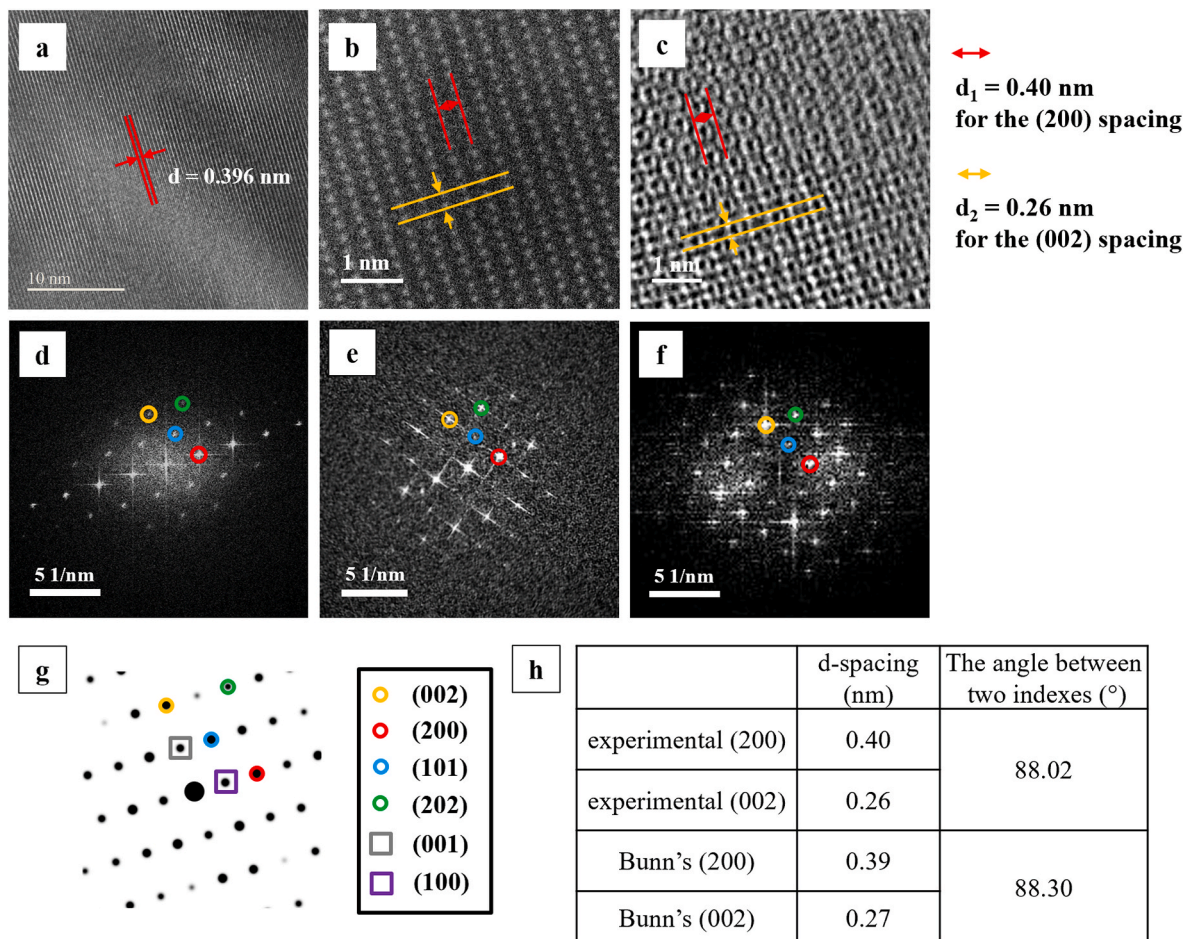 a
d = 0.396 nm
10 nm
b
1 nm
c
1 nm
d₁ = 0.40 nm
for the (200) spacing
d₂ = 0.26 nm
for the (002) spacing
d
5 1/nm
e
5 1/nm
f
5 1/nm
g
(002)
(200)
(101)
(202)
(001)
(100)
h
d-spacing
(nm)
The angle between
two indexes (°)
experimental (200)
0.40
88.02
experimental (002)
0.26
Bunn's (200)
0.39
88.30
Bunn's (002)
0.27